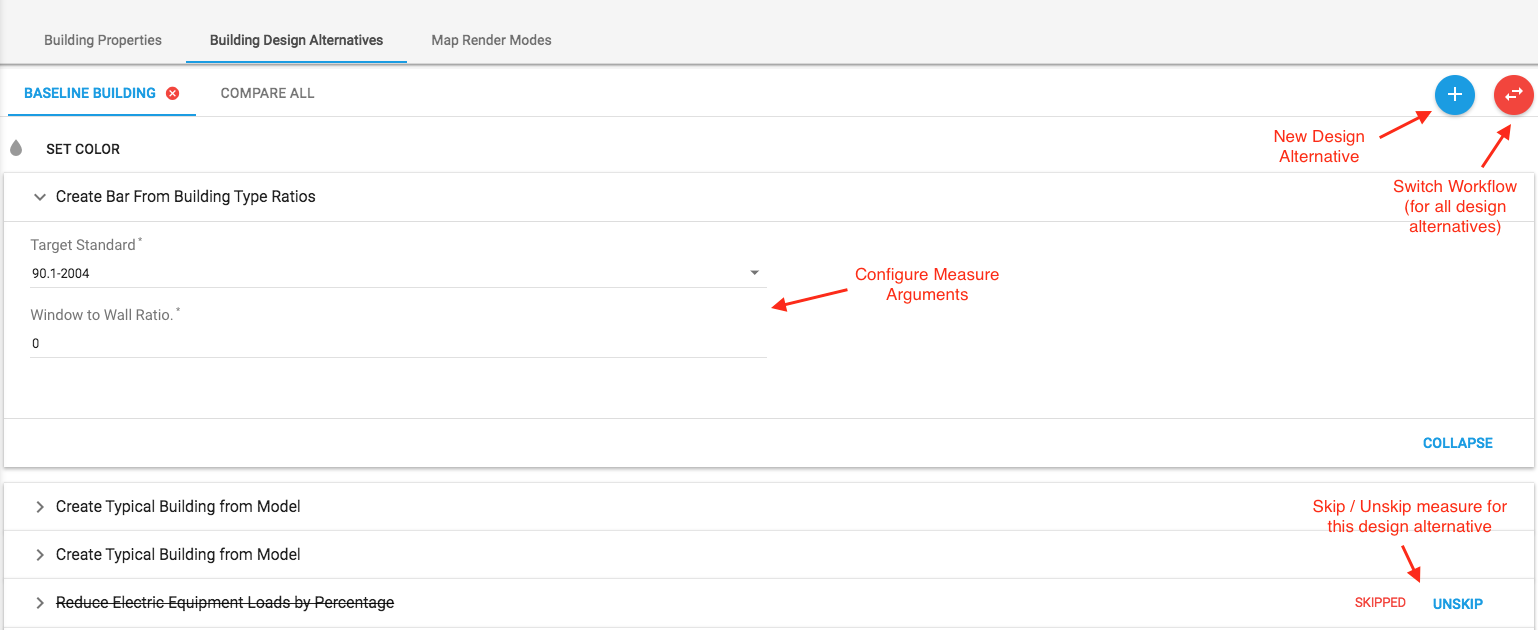 Building Properties
Building Design Alternatives
Map Render Modes
BASELINE BUILDING
COMPARE ALL
New Design
Alternative
SET COLOR
Switch Workflow
(for all design
alternatives)
Create Bar From Building Type Ratios
Target Standard*
90.1-2004
Configure Measure
Arguments
Window to Wall Ratio.*
0
COLLAPSE
Create Typical Building from Model
Skip / Unskip measure for
this design alternative
Create Typical Building from Model
Reduce Electric Equipment Loads by Percentage
SKIPPED
UNSKIP